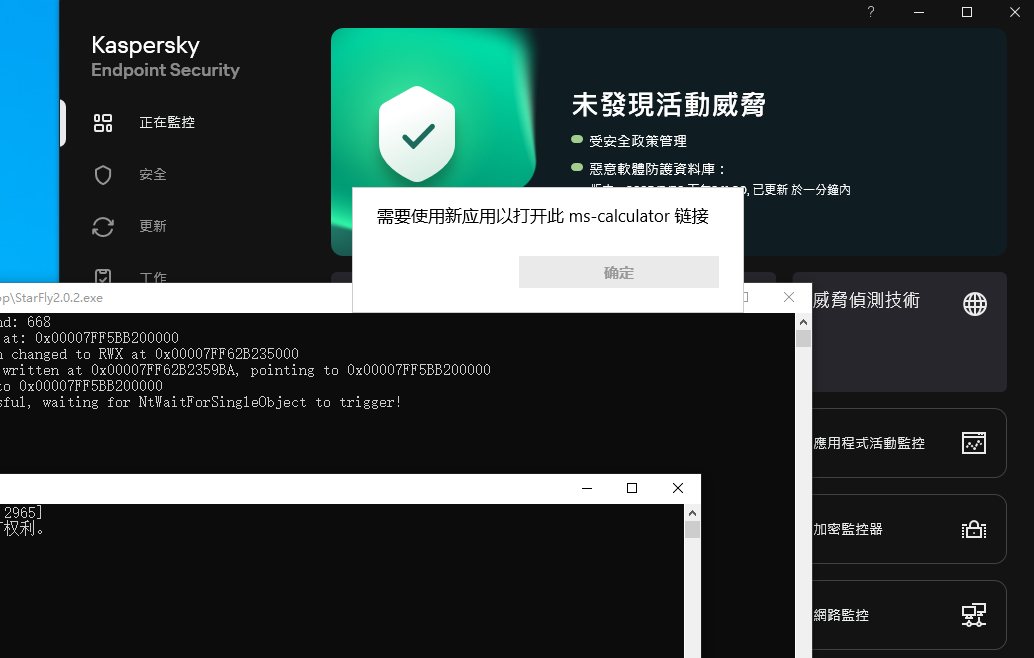 Kaspersky
Endpoint Security
正在監控
安全
更新
工作
未發現活動威脅
受安全政策管理
惡意軟體防護資料庫：
已更新 於一分鐘內
需要使用新应用以打开此 ms-calculator 链接
确定
op\StarFly2.0.2.exe
nd: 668
at: 0x00007FF5BB200000
n changed to RWX at 0x00007FF62B235000
written at 0x00007FF62B2359BA, pointing to 0x00007FF5BB200000
to 0x00007FF5BB200000
sful, waiting for NtWaitForSingleObject to trigger!
2965]
权利。
威脅偵測技術
應用程式活動監控
加密監控器
網路監控